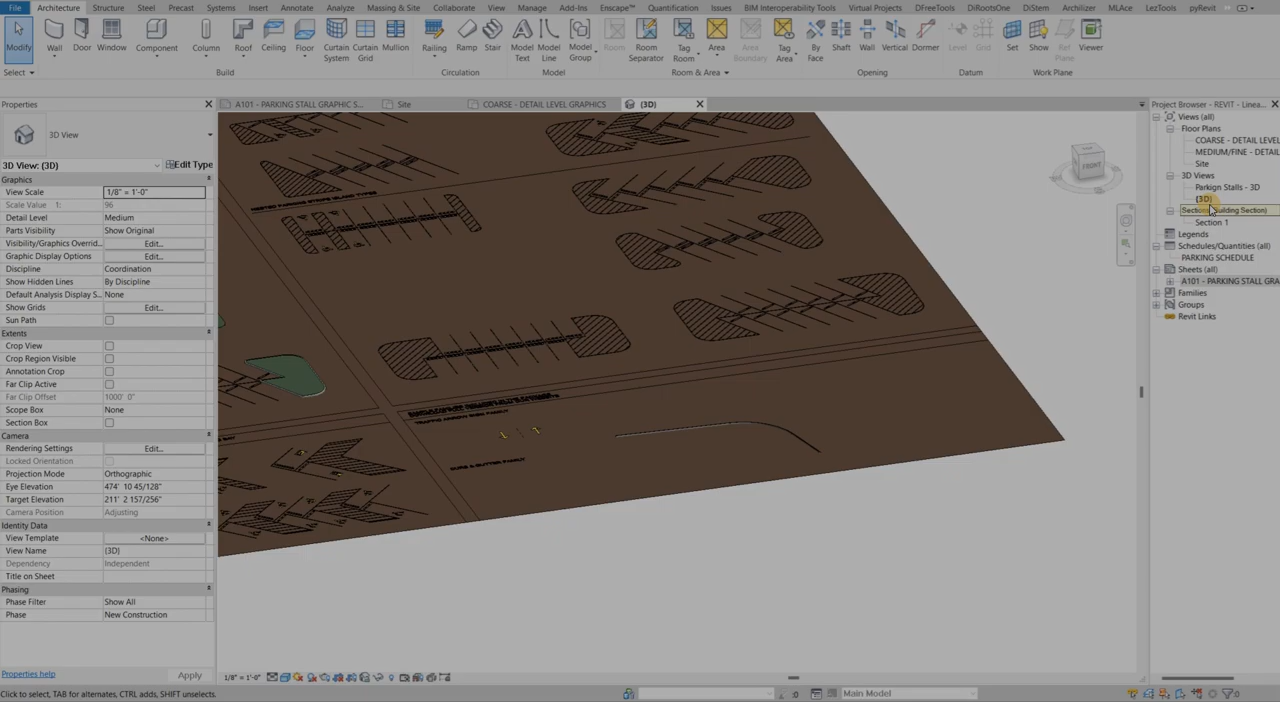 File Architecture Structure Steel Precast Systems Insert Annotate Analyze Massing & Site Collaborate View Manage Add-Ins Enscape™ Quantification Issues BIM Interoperability Tools Virtual Projects DFreeTools DiRootsOne DiStem Archilizer MLAce LezTools pyRevit
Modify Wall Door Window Component Column Roof Ceiling Floor Curtain System Curtain Grid Mullion Railing Ramp Stair Model Text Model Line Model Group Room Room Separator Tag Room Area Area Boundary Tag Area By Face Shaft Wall Vertical Dormer Level Grid Set Show Ref Plane Viewer
Select Build Circulation Model Room & Area Opening Datum Work Plane
Properties
A101 - PARKING STALL GRAPHIC S... Site COARSE - DETAIL LEVEL GRAPHICS {3D}
Project Browser - REVIT - Linea...
3D View
3D View: {3D} Edit Type
Graphics
View Scale 1/8" = 1'-0"
Scale Value 1: 96
Detail Level Medium
Parts Visibility Show Original
Visibility/Graphics Overrid... Edit...
Graphic Display Options Edit...
Discipline Coordination
Show Hidden Lines By Discipline
Default Analysis Display S... None
Show Grids Edit...
Sun Path
Extents
Crop View
Crop Region Visible
Annotation Crop
Far Clip Active
Far Clip Offset 1000' 0"
Scope Box None
Section Box
Camera
Rendering Settings Edit...
Locked Orientation
Projection Mode Orthographic
Eye Elevation 474' 10 45/128"
Target Elevation 211' 2 157/256"
Camera Position Adjusting
Identity Data
View Template <None>
View Name {3D}
Dependency Independent
Title on Sheet
Phasing
Phase Filter Show All
Phase New Construction
Properties help Apply
FRONT
TRAFFIC ARROW SIGN FAMILY
CURB & GUTTER FAMILY
Views (all)
Floor Plans
COARSE - DETAIL LEVEL
MEDIUM/FINE - DETAIL
Site
3D Views
Parkign Stalls - 3D
{3D}
Sections (Building Section)
Section 1
Legends
Schedules/Quantities (all)
PARKING SCHEDULE
Sheets (all)
A101 - PARKING STALL GRA
Families
Groups
Revit Links
1/8" = 1'-0"
Click to select, TAB for alternates, CTRL adds, SHIFT unselects. :0 Main Model :0